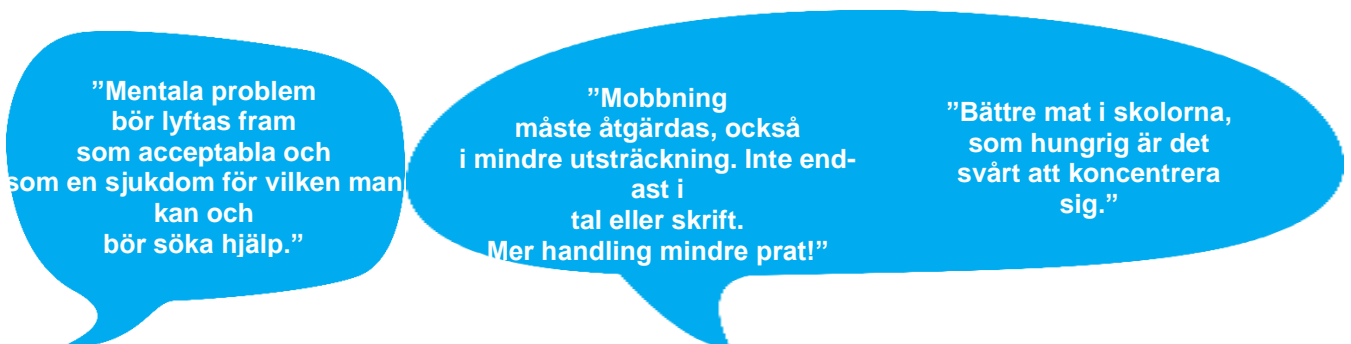 ”Mentala problem
bör lyftas fram
som acceptabla och
som en sjukdom för vilken man
kan och
bör söka hjälp.”
”Mobbning
måste åtgärdas, också
i mindre utsträckning. Inte end-
ast i
tal eller skrift.
Mer handling mindre prat!”
”Bättre mat i skolorna,
som hungrig är det
svårt att koncentrera
sig.”